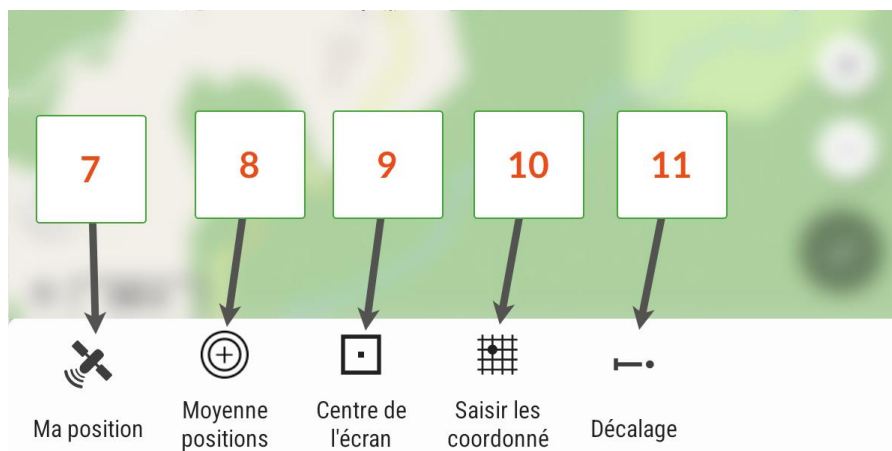 7 8 9 10 11
Ma position
Moyenne
positions
Centre de
l'écran
Saisir les
coordonné
Décalage